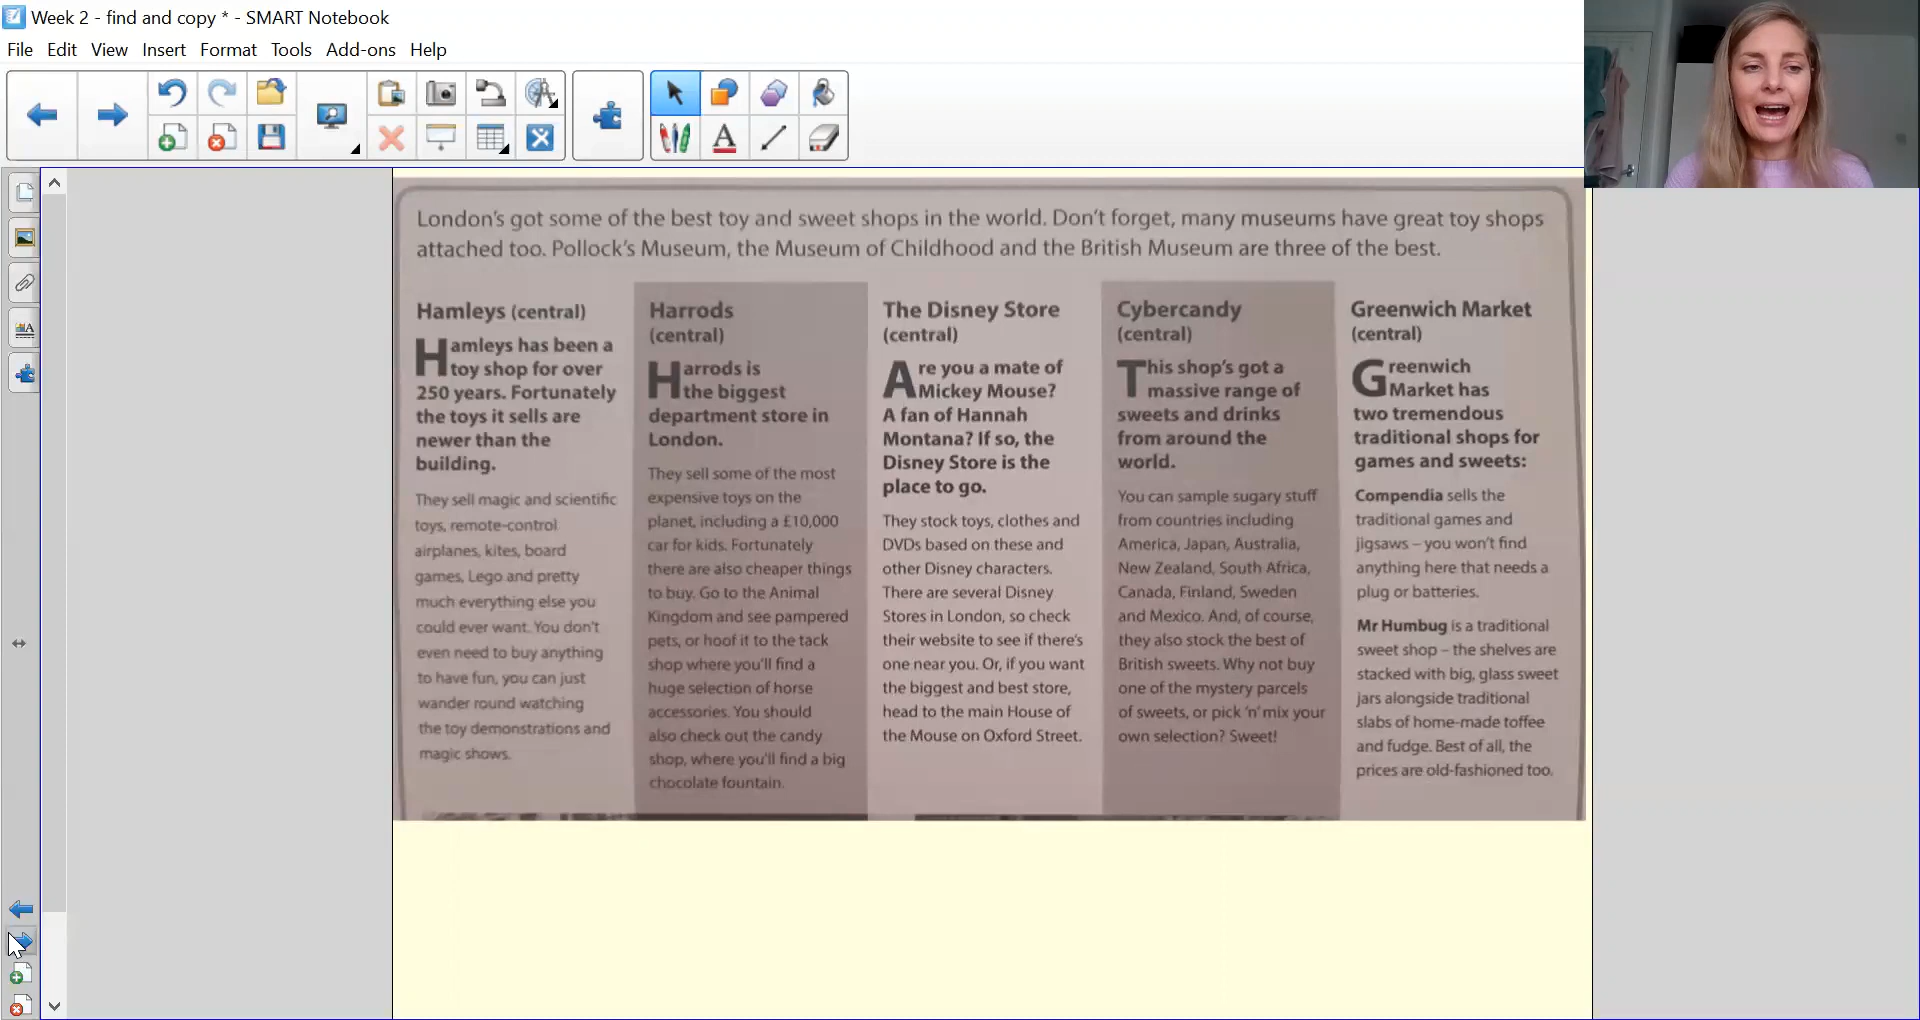 Week 2 - find and copy * - SMART Notebook
File Edit View Insert Format Tools Add-ons Help
London's got some of the best toy and sweet shops in the world. Don't forget, many museums have great toy shops
attached too. Pollock's Museum, the Museum of Childhood and the British Museum are three of the best.
Hamleys (central)
Hamleys has been a
toy shop for over
250 years. Fortunately
the toys it sells are
newer than the
building.
They sell magic and scientific
toys, remote-control
airplanes, kites, board
games, Lego and pretty
much everything else you
could ever want. You don't
even need to buy anything
to have fun, you can just
wander round watching
the toy demonstrations and
magic shows.
Harrods
(central)
Harrods is
the biggest
department store in
London.
They sell some of the most
expensive toys on the
planet, including a £10,000
car for kids. Fortunately
there are also cheaper things
to buy. Go to the Animal
Kingdom and see pampered
pets, or hoof it to the tack
shop where you'll find a
huge selection of horse
accessories. You should
also check out the candy
shop, where you'll find a big
chocolate fountain.
The Disney Store
(central)
Are you a mate of
Mickey Mouse?
A fan of Hannah
Montana? If so, the
Disney Store is the
place to go.
They stock toys, clothes and
DVDs based on these and
other Disney characters.
There are several Disney
Stores in London, so check
their website to see if there's
one near you. Or, if you want
the biggest and best store,
head to the main House of
the Mouse on Oxford Street.
Cybercandy
(central)
This shop's got a
massive range of
sweets and drinks
from around the
world.
You can sample sugary stuff
from countries including
America, Japan, Australia,
New Zealand, South Africa,
Canada, Finland, Sweden
and Mexico. And, of course,
they also stock the best of
British sweets. Why not buy
one of the mystery parcels
of sweets, or pick 'n' mix your
own selection? Sweet!
Greenwich Market
(central)
Greenwich
Market has
two tremendous
traditional shops for
games and sweets:
Compendia sells the
traditional games and
jigsaws – you won't find
anything here that needs a
plug or batteries.
Mr Humbug is a traditional
sweet shop – the shelves are
stacked with big, glass sweet
jars alongside traditional
slabs of home-made toffee
and fudge. Best of all, the
prices are old-fashioned too.